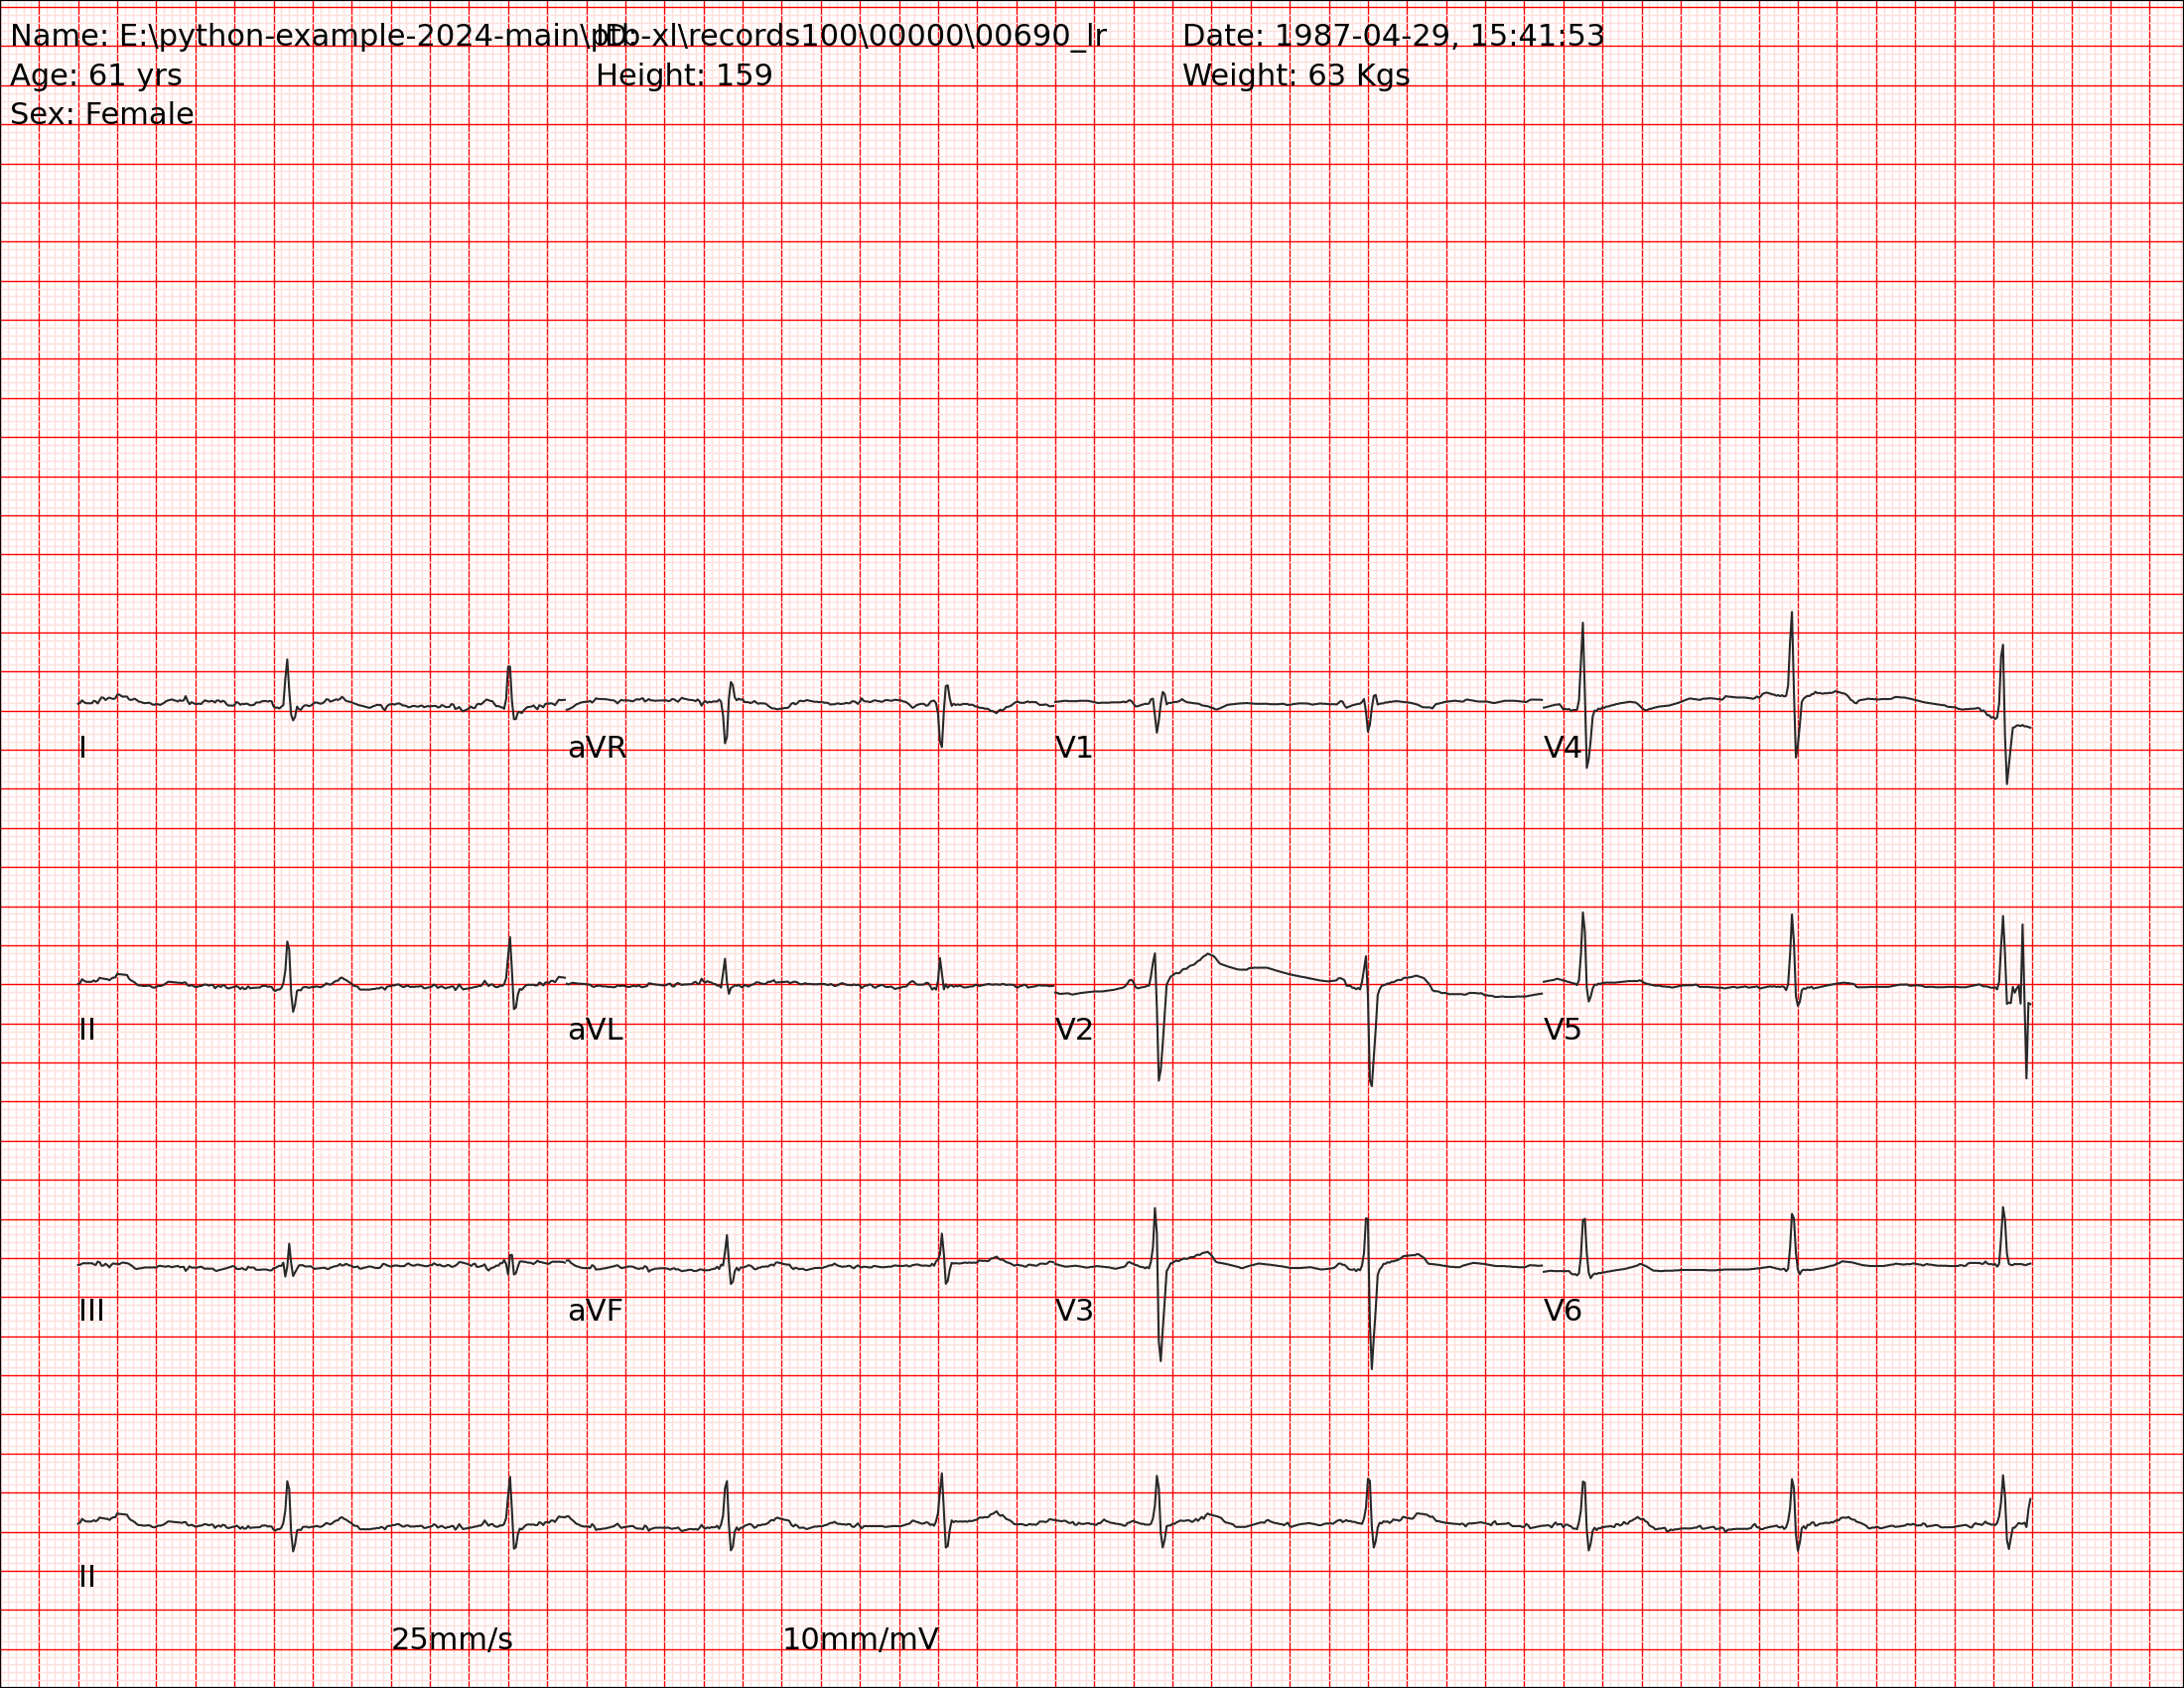 Name: E:\python-example-2024-main\ptb-xl\records100\00000\00690_lr ID: Date: 1987-04-29, 15:41:53
Age: 61 yrs Height: 159 Weight: 63 Kgs
Sex: Female
I aVR V1 V4
II aVL V2 V5
III aVF V3 V6
II
25mm/s 10mm/mV